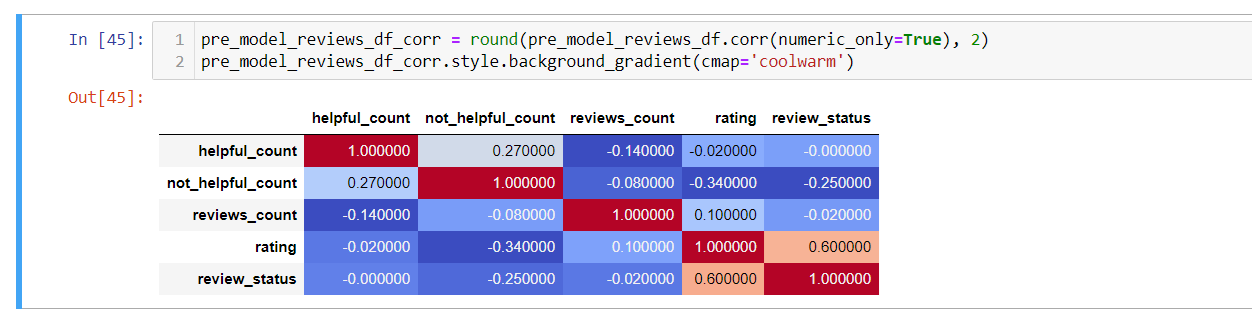 In [45]: 1 pre_model_reviews_df_corr = round(pre_model_reviews_df.corr(numeric_only=True), 2)
2 pre_model_reviews_df_corr.style.background_gradient(cmap='coolwarm')
Out[45]:
helpful_count not_helpful_count reviews_count rating review_status
helpful_count 1.000000 0.270000 -0.140000 -0.020000 -0.000000
not_helpful_count 0.270000 1.000000 -0.080000 -0.340000 -0.250000
reviews_count -0.140000 -0.080000 1.000000 0.100000 -0.020000
rating -0.020000 -0.340000 0.100000 1.000000 0.600000
review_status -0.000000 -0.250000 -0.020000 0.600000 1.000000